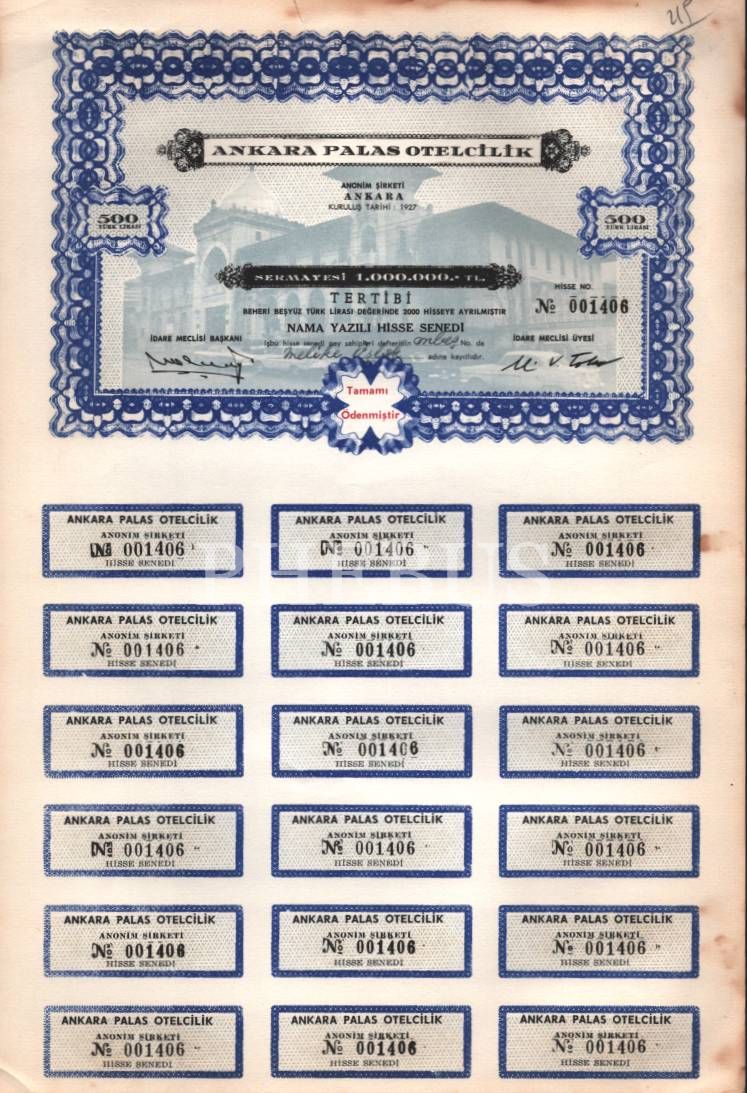 215
ANKARA PALAS OTELCİLİK
ANONİM ŞİRKETİ
ANKARA
KURULUŞ TARİHİ : 1927
500 500
TÜRK LİRASI TÜRK LİRASI
SERMAYESİ 1.000.000.- TL.
TERTİBİ
HİSSE NO.
BEHERİ BEŞYÜZ TÜRK LİRASI DEĞERİNDE 2000 HİSSEYE AYRILMIŞTIR
№ 001406
NAMA YAZILI HİSSE SENEDİ
İDARE MECLİSİ BAŞKANI İDARE MECLİSİ ÜYESİ
İşbu hisse senedi pay sahipleri defterinin onbeş No. da
Melike adına kayıtlıdır.
Tamamı
Ödenmiştir
ANKARA PALAS OTELCİLİK ANKARA PALAS OTELCİLİK ANKARA PALAS OTELCİLİK
ANONİM ŞİRKETİ ANONİM ŞİRKETİ ANONİM ŞİRKETİ
№ 001406 № 001406 № 001406
HİSSE SENEDİ HİSSE SENEDİ HİSSE SENEDİ
PHEBUS
ANKARA PALAS OTELCİLİK ANKARA PALAS OTELCİLİK ANKARA PALAS OTELCİLİK
ANONİM ŞİRKETİ ANONİM ŞİRKETİ ANONİM ŞİRKETİ
№ 001406 № 001406 № 001406
HİSSE SENEDİ HİSSE SENEDİ HİSSE SENEDİ
ANKARA PALAS OTELCİLİK ANKARA PALAS OTELCİLİK ANKARA PALAS OTELCİLİK
ANONİM ŞİRKETİ ANONİM ŞİRKETİ ANONİM ŞİRKETİ
№ 001406 № 001406 № 001406
HİSSE SENEDİ HİSSE SENEDİ HİSSE SENEDİ
ANKARA PALAS OTELCİLİK ANKARA PALAS OTELCİLİK ANKARA PALAS OTELCİLİK
ANONİM ŞİRKETİ ANONİM ŞİRKETİ ANONİM ŞİRKETİ
№ 001406 № 001406 № 001406
HİSSE SENEDİ HİSSE SENEDİ HİSSE SENEDİ
ANKARA PALAS OTELCİLİK ANKARA PALAS OTELCİLİK ANKARA PALAS OTELCİLİK
ANONİM ŞİRKETİ ANONİM ŞİRKETİ ANONİM ŞİRKETİ
№ 001406 № 001406 № 001406
HİSSE SENEDİ HİSSE SENEDİ HİSSE SENEDİ
ANKARA PALAS OTELCİLİK ANKARA PALAS OTELCİLİK ANKARA PALAS OTELCİLİK
ANONİM ŞİRKETİ ANONİM ŞİRKETİ ANONİM ŞİRKETİ
№ 001406 № 001406 № 001406
HİSSE SENEDİ HİSSE SENEDİ HİSSE SENEDİ